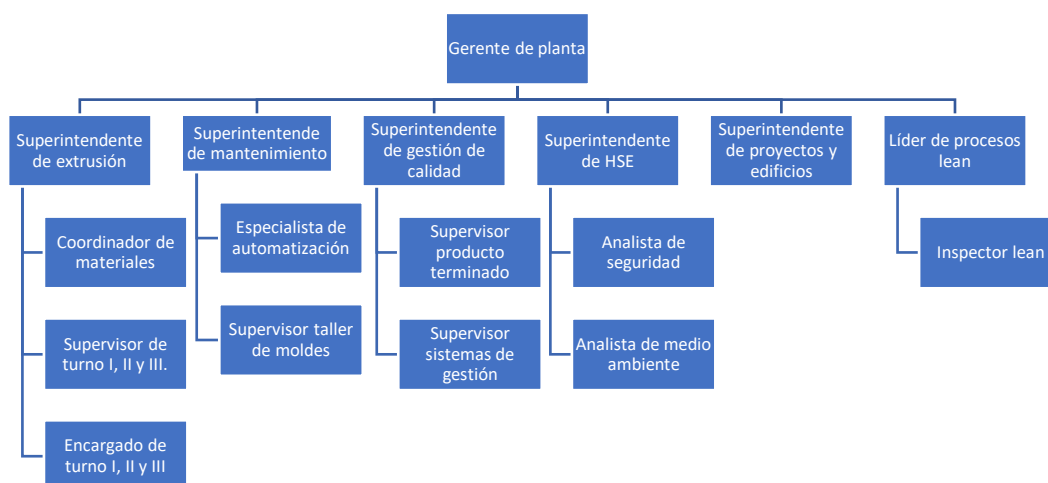 Gerente de planta
Superintendente
de extrusión
Superintentende
de mantenimiento
Superintendente
de gestión de
calidad
Superintendente
de HSE
Superintendente
de proyectos y
edificios
Líder de procesos
lean
Coordinador de
materiales
Especialista de
automatización
Supervisor
producto
terminado
Analista de
seguridad
Inspector lean
Supervisor de
turno I, II y III.
Supervisor taller
de moldes
Supervisor
sistemas de
gestión
Analista de medio
ambiente
Encargado de
turno I, II y III